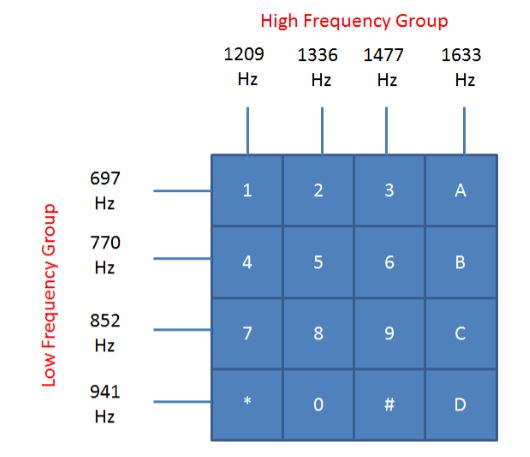 High Frequency Group
1209 1336 1477 1633
Hz Hz Hz Hz
697
Hz
1 2 3 A
770
Hz
4 5 6 B
852
Hz
7 8 9 C
941
Hz
* 0 # D
Low Frequency Group